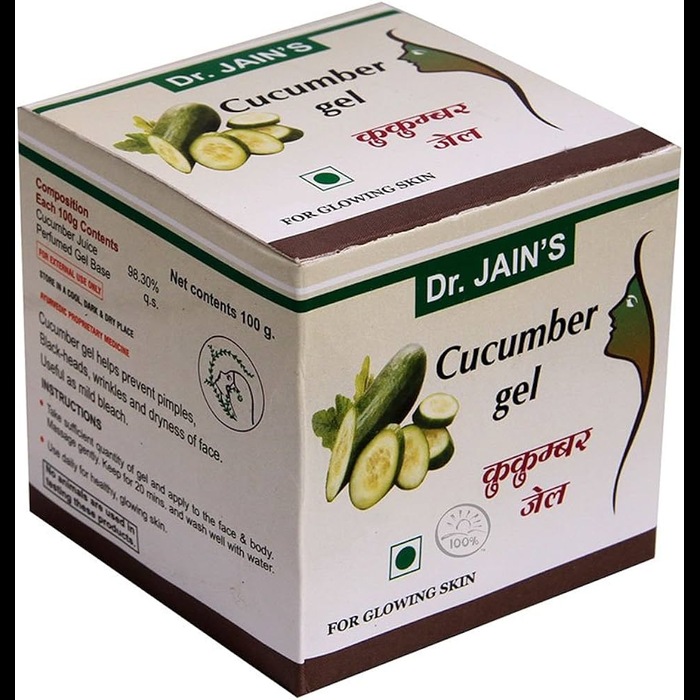 Dr. JAIN'S
Cucumber
gel
कुकुम्बर
जेल
FOR GLOWING SKIN
Composition
Each 100g Contents
Cucumber Juice 98.30%
Perfumed Gel Base q.s.
FOR EXTERNAL USE ONLY
STORE IN A COOL, DARK & DRY PLACE
AYURVEDIC PROPRIETARY MEDICINE
Net contents 100 g.
Cucumber gel helps prevent pimples,
Black-heads, wrinkles and dryness of face.
Useful as mild bleach.
INSTRUCTIONS
• Take sufficient quantity of gel and apply to the face & body.
Massage gently. Keep for 20 mins. and wash well with water.
• Use daily for healthy, glowing skin.
No animals are used in
testing these products.
Dr. JAIN'S
Cucumber
gel
कुकुम्बर
जेल
100%
FOR GLOWING SKIN